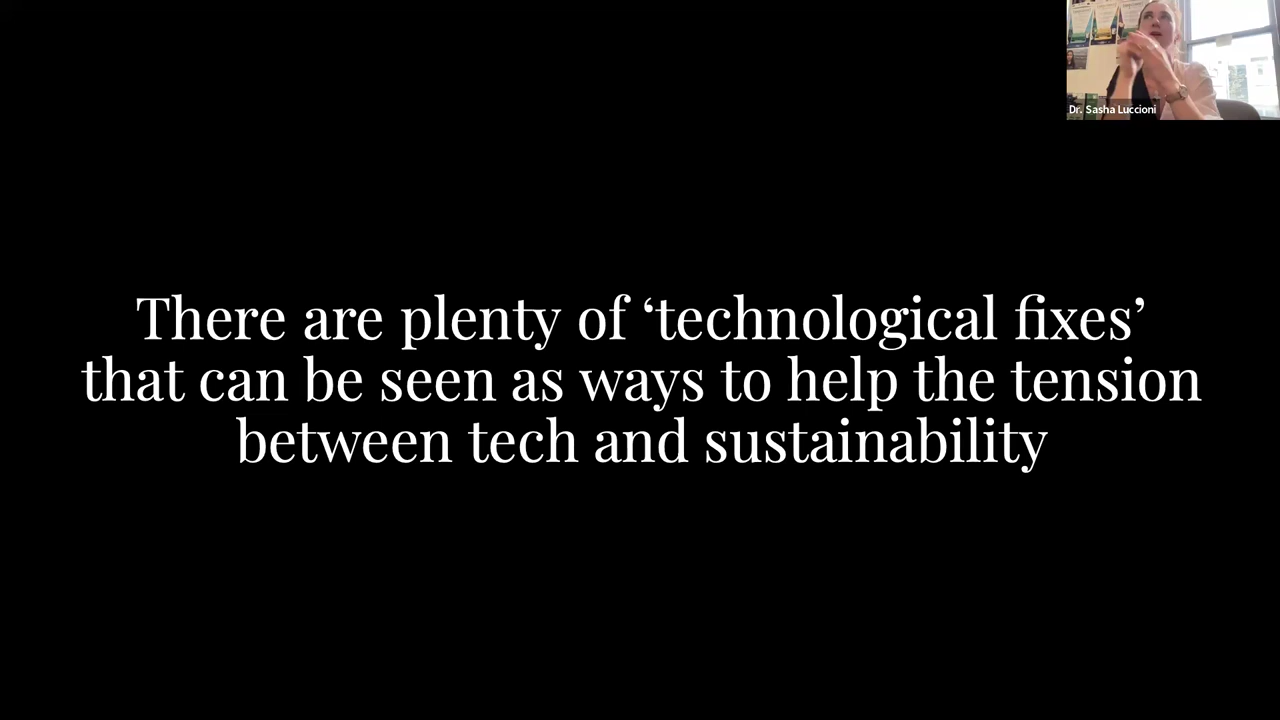 Dr. Sasha Luccioni
There are plenty of ‘technological fixes’
that can be seen as ways to help the tension
between tech and sustainability